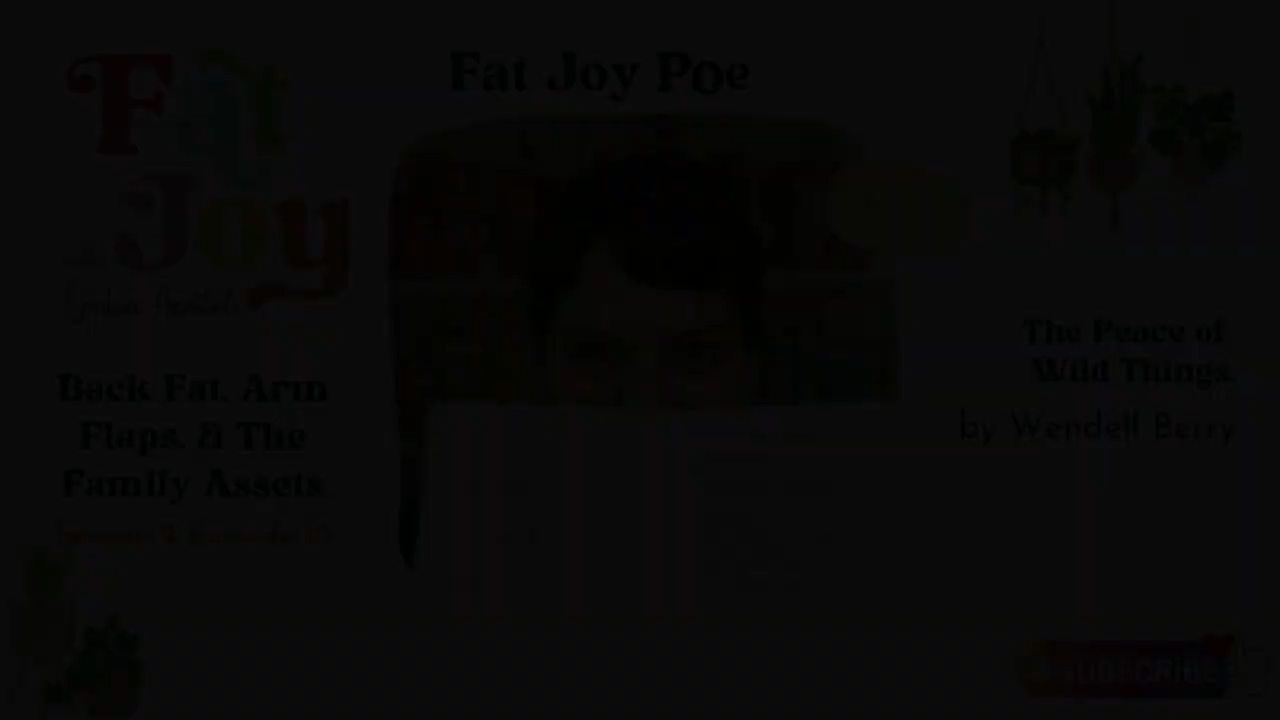 Fat Joy Poe
Fat
Joy
The Peace of
Wild Things
by Wendell Berry
Back Fat, Arm
Flaps, & The
Family Assets
SUBSCRIBE